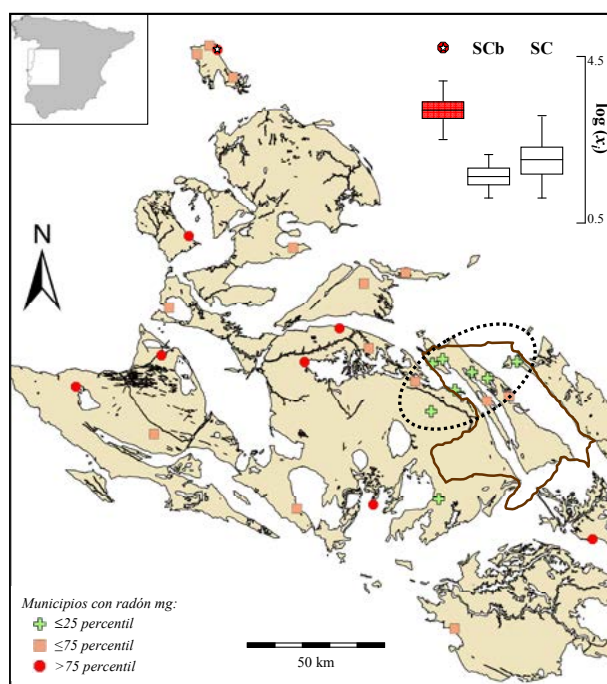 SCb SC
4.5
log (xᵢ)
0.5
N
Municipios con radón mg:
≤25 percentil
≤75 percentil
>75 percentil
50 km